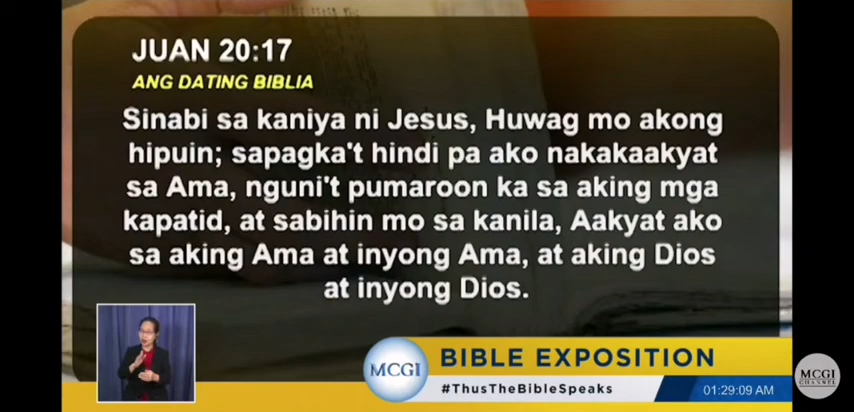 JUAN 20:17
ANG DATING BIBLIA
Sinabi sa kaniya ni Jesus, Huwag mo akong
hipuin; sapagka't hindi pa ako nakakaakyat
sa Ama, nguni't pumaroon ka sa aking mga
kapatid, at sabihin mo sa kanila, Aakyat ako
sa aking Ama at inyong Ama, at aking Dios
at inyong Dios.
MCGI
BIBLE EXPOSITION
#ThusTheBibleSpeaks
01:29:09 AM
MCGI
CHANNEL